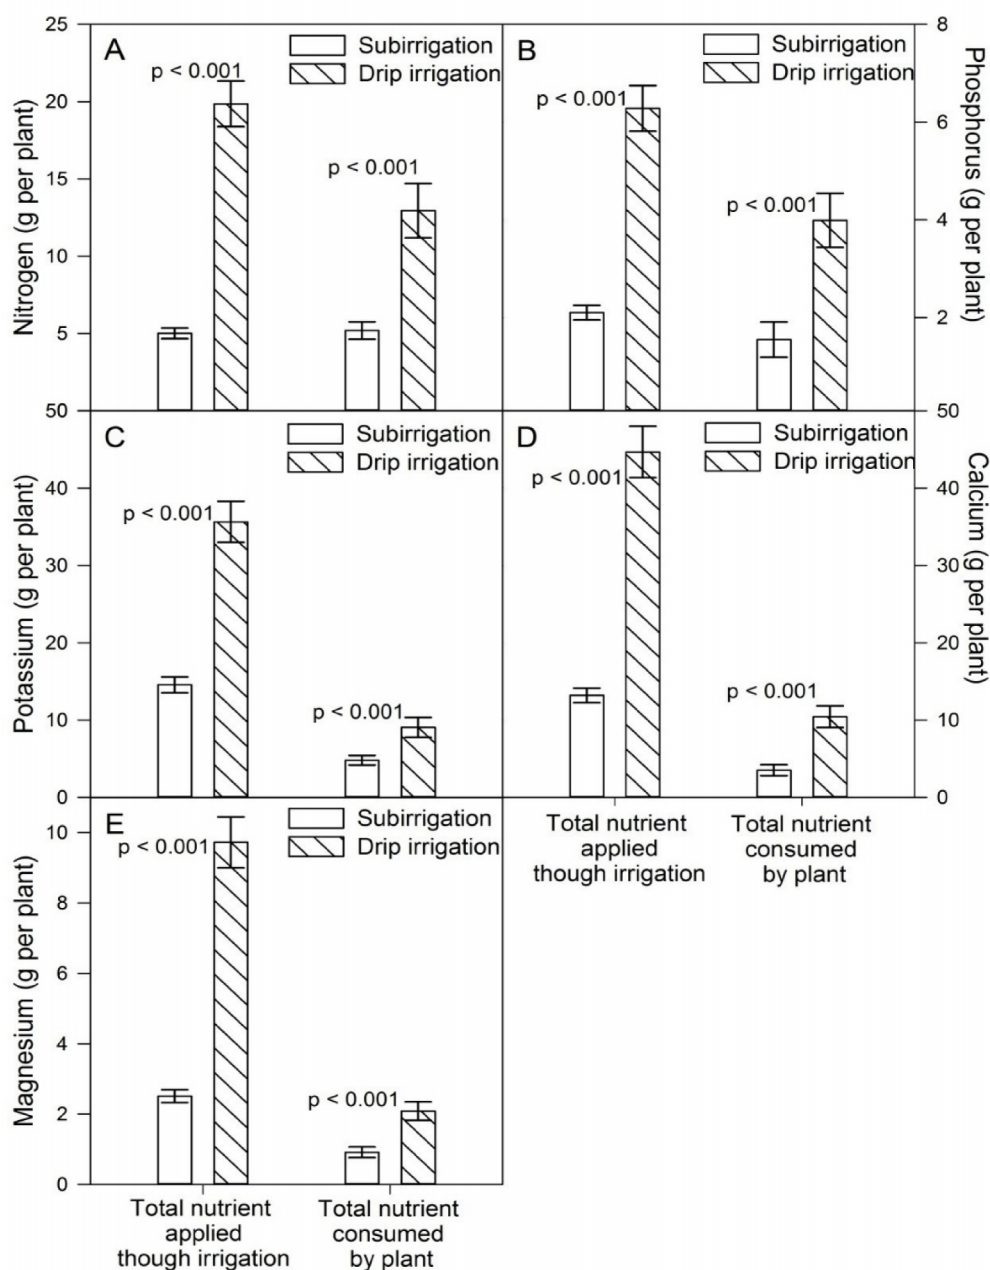 25
20
15
10
5
50
Nitrogen (g per plant)
A
Subirrigation
Drip irrigation
p < 0.001
p < 0.001
B
Subirrigation
Drip irrigation
p < 0.001
p < 0.001
8
6
4
2
50
Phosphorus (g per plant)
40
30
20
10
0
Potassium (g per plant)
C
Subirrigation
Drip irrigation
p < 0.001
p < 0.001
D
Subirrigation
Drip irrigation
p < 0.001
p < 0.001
40
30
20
10
0
Calcium (g per plant)
Total nutrient
applied
though irrigation
Total nutrient
consumed
by plant
10
8
6
4
2
0
Magnesium (g per plant)
E
Subirrigation
Drip irrigation
p < 0.001
p < 0.001
Total nutrient
applied
though irrigation
Total nutrient
consumed
by plant